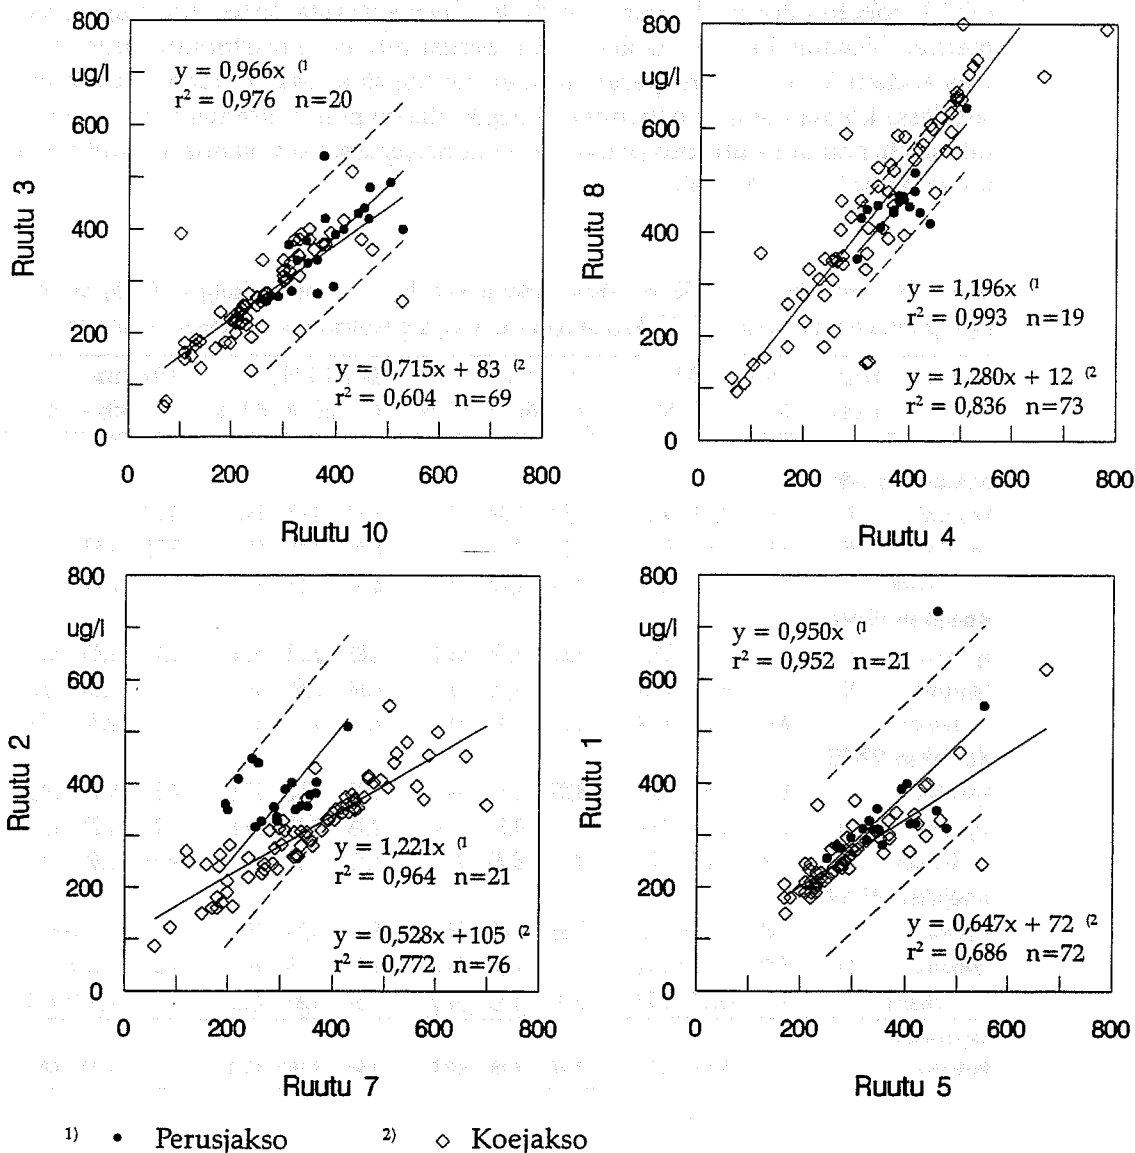 800
ug/l
600
400
200
0
0 200 400 600 800
Ruutu 3
Ruutu 10
y = 0,966x (1
r² = 0,976 n=20
y = 0,715x + 83 (2
r² = 0,604 n=69
800
ug/l
600
400
200
0
0 200 400 600 800
Ruutu 8
Ruutu 4
y = 1,196x (1
r² = 0,993 n=19
y = 1,280x + 12 (2
r² = 0,836 n=73
800
ug/l
600
400
200
0
0 200 400 600 800
Ruutu 2
Ruutu 7
y = 1,221x (1
r² = 0,964 n=21
y = 0,528x +105 (2
r² = 0,772 n=76
800
ug/l
600
400
200
0
0 200 400 600 800
Ruutu 1
Ruutu 5
y = 0,950x (1
r² = 0,952 n=21
y = 0,647x + 72 (2
r² = 0,686 n=72
1) • Perusjakso 2) ◇ Koejakso